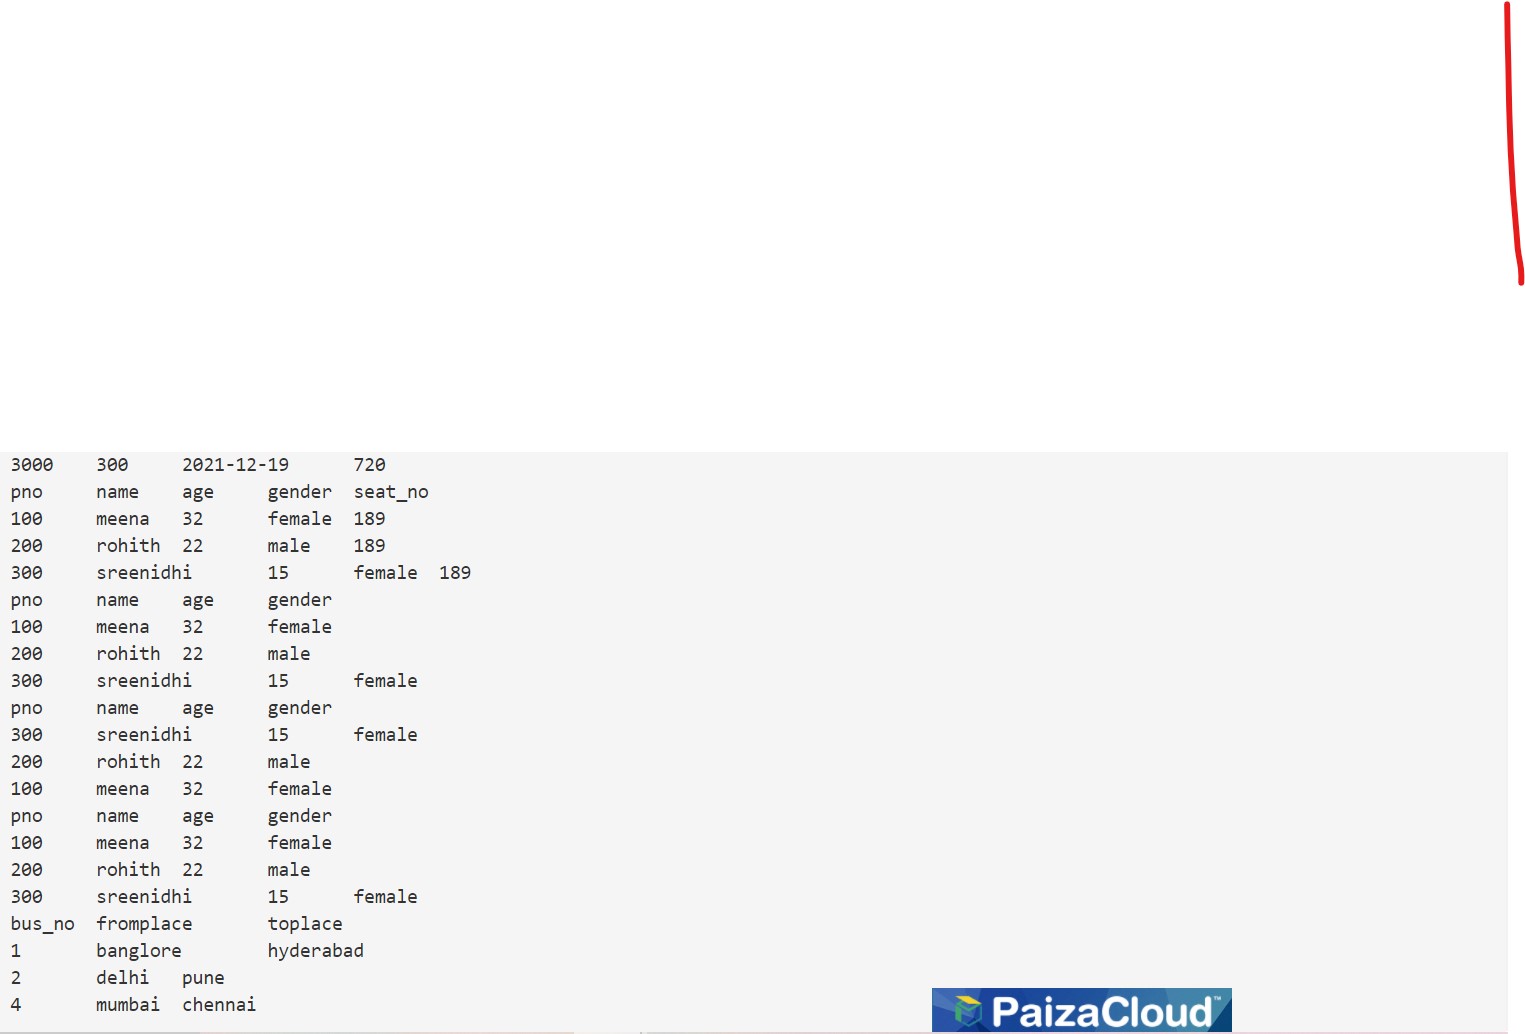 3000 300 2021-12-19 720
pno name age gender seat_no
100 meena 32 female 189
200 rohith 22 male 189
300 sreenidhi 15 female 189
pno name age gender
100 meena 32 female
200 rohith 22 male
300 sreenidhi 15 female
pno name age gender
300 sreenidhi 15 female
200 rohith 22 male
100 meena 32 female
pno name age gender
100 meena 32 female
200 rohith 22 male
300 sreenidhi 15 female
bus_no fromplace toplace
1 banglore hyderabad
2 delhi pune
4 mumbai chennai
PaizaCloud™